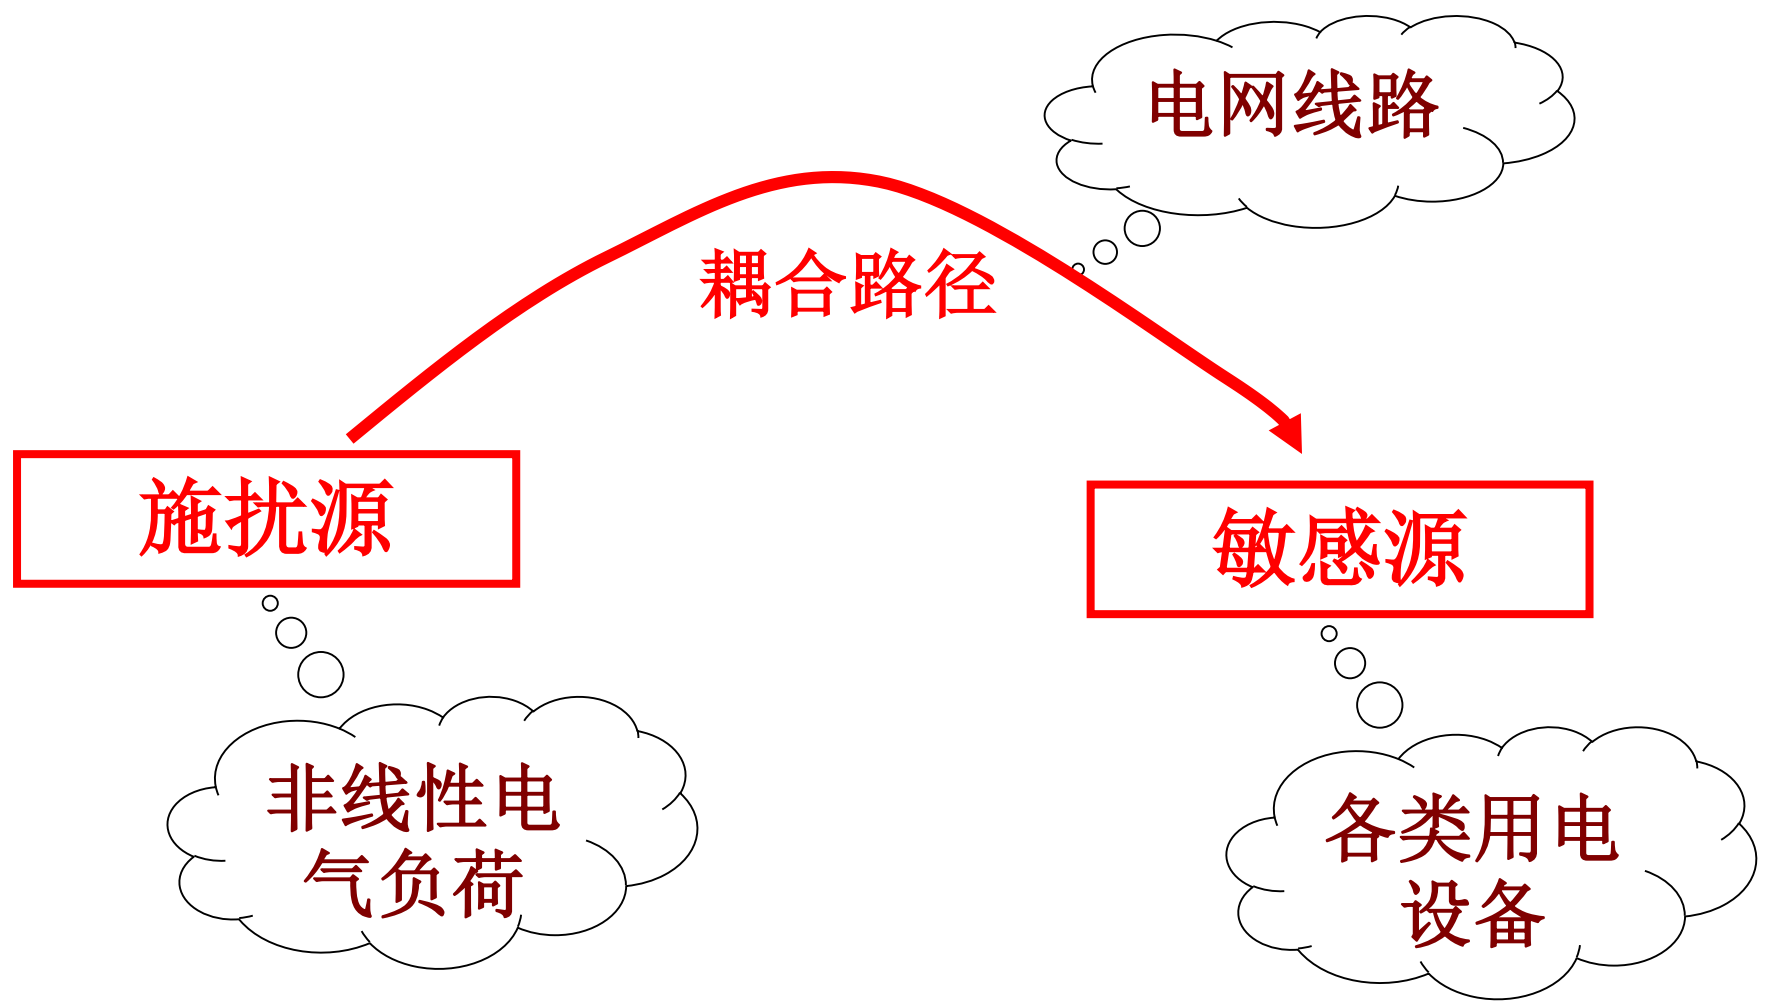 电网线路
耦合路径
施扰源
敏感源
非线性电
气负荷
各类用电
设备